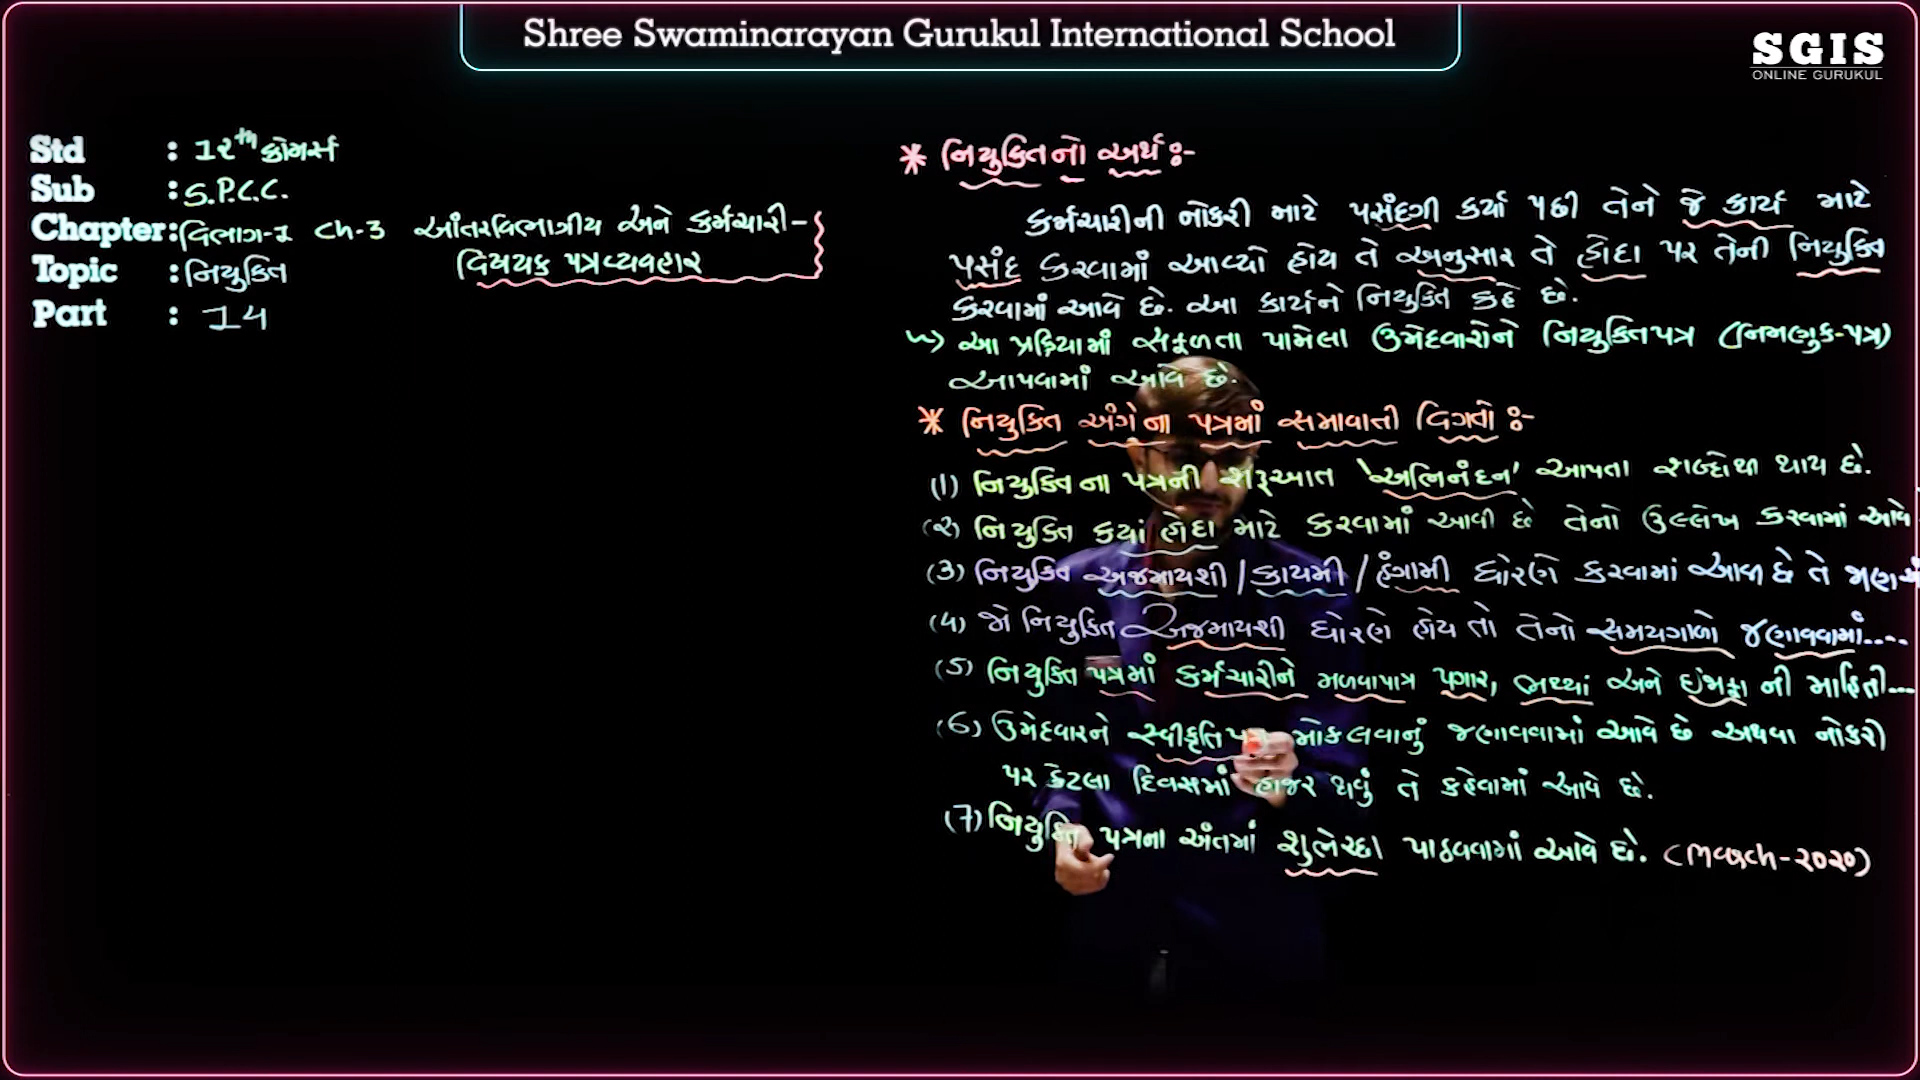 Shree Swaminarayan Gurukul International School
SGIS
ONLINE GURUKUL
Std : 1૨th કોમર્સ
Sub : S.P.C.C.
Chapter: વિભાગ-1 Ch-3 આંતરવિભાગીય અને કર્મચારી-
વિષયક પત્રવ્યવહાર
Topic : નિયુક્તિ
Part : 14
* નિયુક્તિનો અર્થ :-
કર્મચારીની નોકરી માટે પસંદગી કર્યા પછી તેને જે કાર્ય માટે
પસંદ કરવામાં આવ્યો હોય તે અનુસાર તે હોદા પર તેની નિયુક્તિ
કરવામાં આવે છે. આ કાર્યને નિયુક્તિ કહે છે.
આ પ્રક્રિયામાં સફળતા પામેલા ઉમેદવારોને નિયુક્તિપત્ર (નિમણુક-પત્ર)
આપવામાં આવે છે.
* નિયુક્તિ અંગેના પત્રમાં સમાવાતી વિગતો :-
(1) નિયુક્તિના પત્રની શરૂઆત 'અભિનંદન' આપતા શબ્દોથી થાય છે.
(૨) નિયુક્તિ કયાં હોદા માટે કરવામાં આવી છે તેનો ઉલ્લેખ કરવામાં આવે
(3) નિયુક્તિ અજમાયશી / કાયમી / હંગામી ધોરણે કરવામાં આવી છે તે
(4) જો નિયુક્તિ અજમાયશી ધોરણે હોય તો તેનો સમયગાળો જણાવવામાં....
(5) નિયુક્તિ પત્રમાં કર્મચારીને મળવાપાત્ર પગાર, ભથ્થાં અને ઇજાફા ની માહિતી...
(6) ઉમેદવારને સ્વીકૃતિપત્ર મોકલવાનું જણાવવામાં આવે છે અથવા નોકરી
પર કેટલા દિવસમાં હાજર થવું તે કહેવામાં આવે છે.
(7) નિયુક્તિ પત્રના અંતમાં શુભેચ્છા પાઠવવામાં આવે છે. (March-૨૦૨૦)